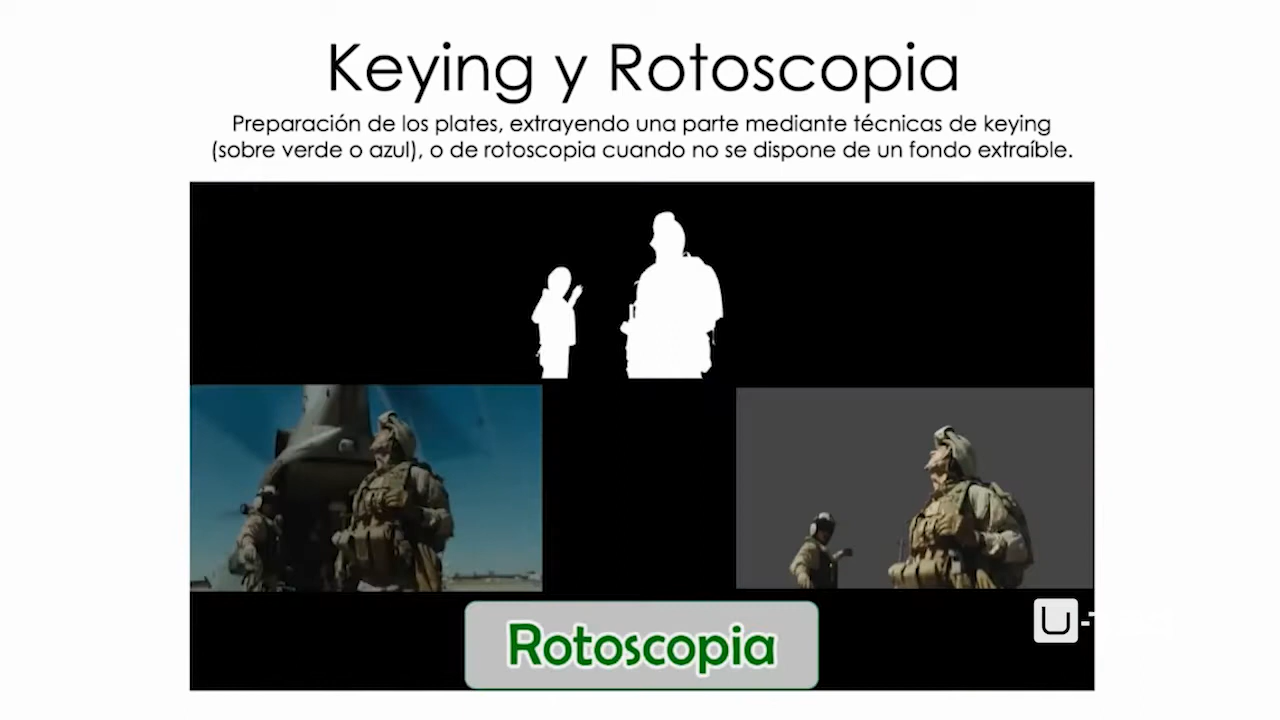 Keying y Rotoscopia
Preparación de los plates, extrayendo una parte mediante técnicas de keying
(sobre verde o azul), o de rotoscopia cuando no se dispone de un fondo extraíble.
Rotoscopia